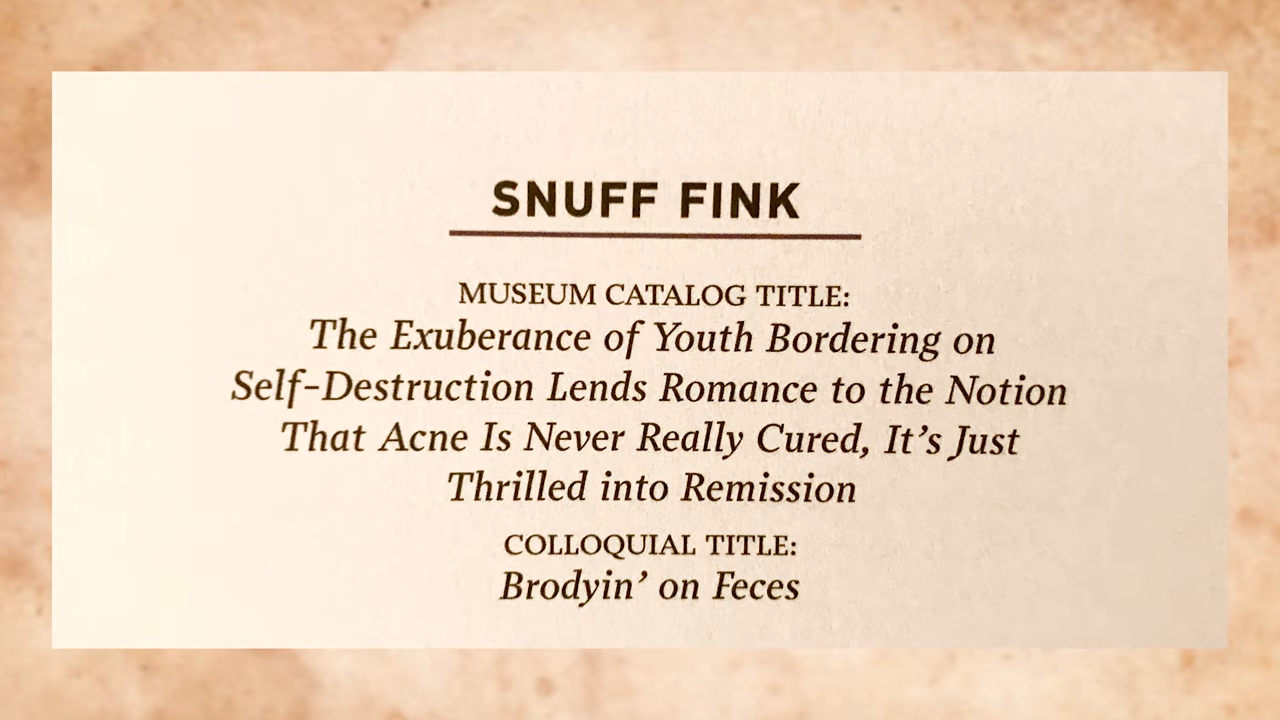 SNUFF FINK
MUSEUM CATALOG TITLE:
The Exuberance of Youth Bordering on
Self-Destruction Lends Romance to the Notion
That Acne Is Never Really Cured, It’s Just
Thrilled into Remission
COLLOQUIAL TITLE:
Brodyin’ on Feces